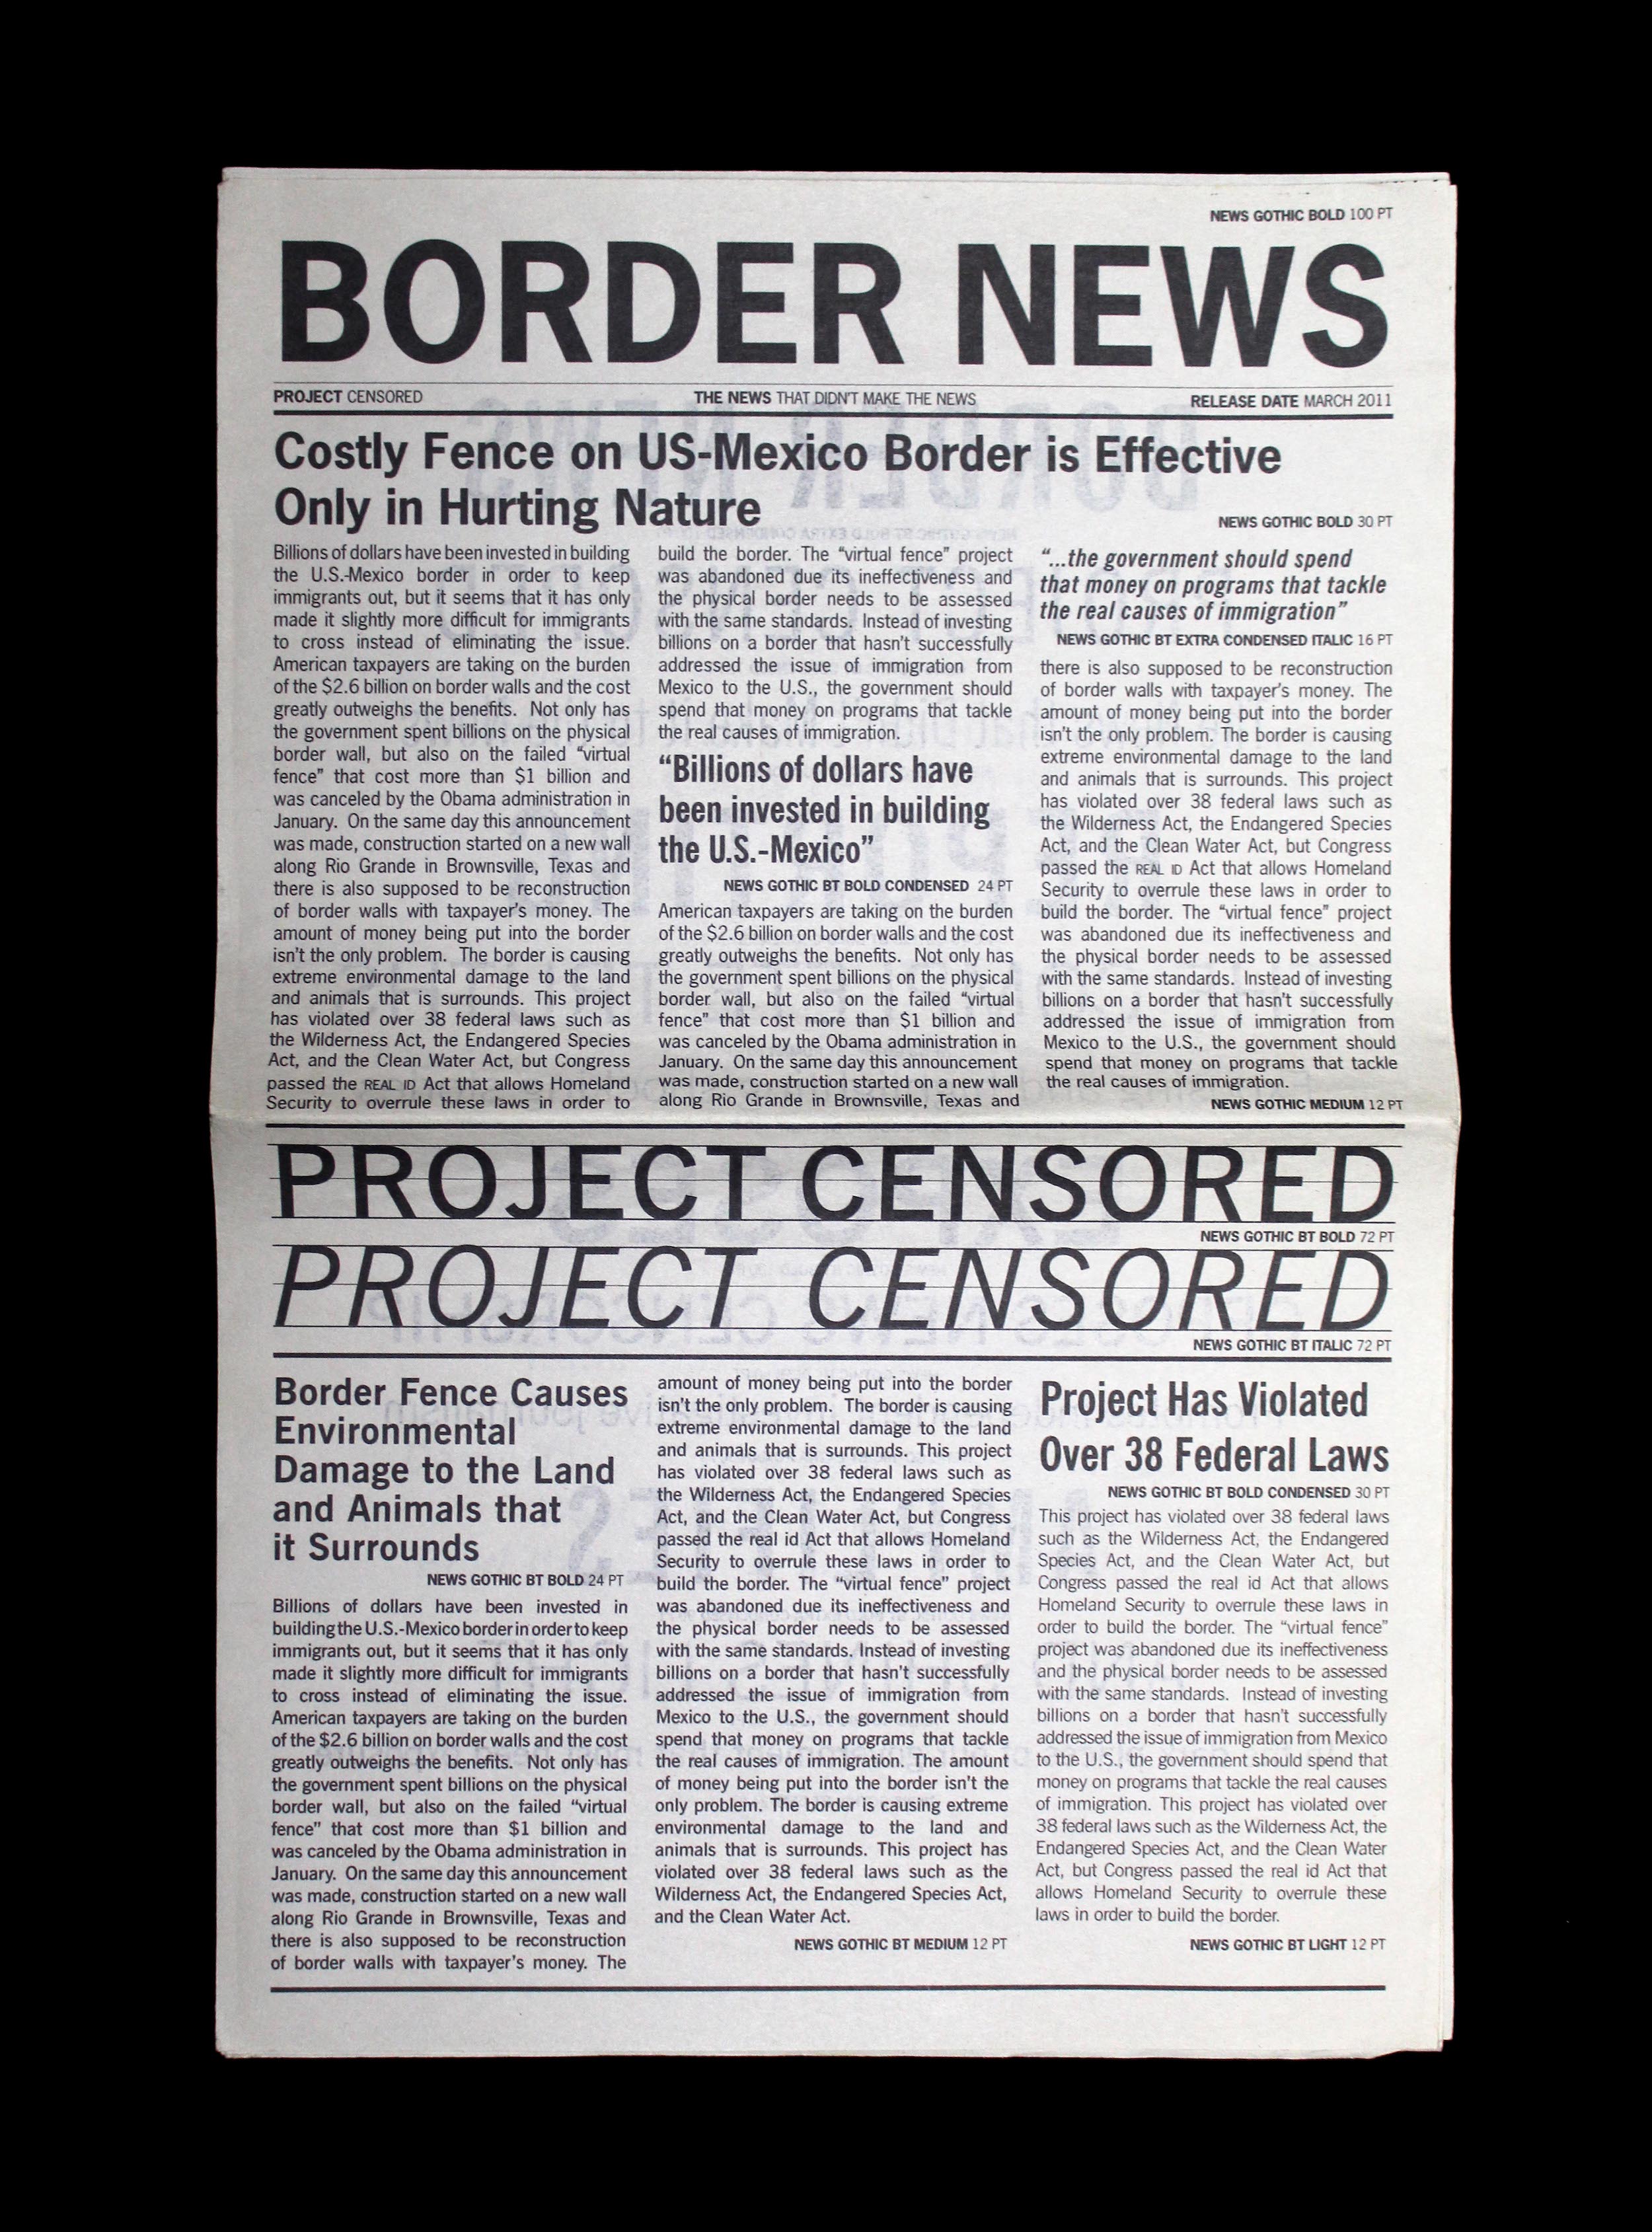 NEWS GOTHIC BOLD 100 PT
BORDER NEWS
PROJECT CENSORED
THE NEWS THAT DIDN'T MAKE THE NEWS
RELEASE DATE MARCH 2011
Costly Fence on US-Mexico Border is Effective
Only in Hurting Nature
NEWS GOTHIC BOLD 30 PT
Billions of dollars have been invested in building
the U.S.-Mexico border in order to keep
immigrants out, but it seems that it has only
made it slightly more difficult for immigrants
to cross instead of eliminating the issue.
American taxpayers are taking on the burden
of the $2.6 billion on border walls and the cost
greatly outweighs the benefits. Not only has
the government spent billions on the physical
border wall, but also on the failed “virtual
fence” that cost more than $1 billion and
was canceled by the Obama administration in
January. On the same day this announcement
was made, construction started on a new wall
along Rio Grande in Brownsville, Texas and
there is also supposed to be reconstruction
of border walls with taxpayer's money. The
amount of money being put into the border
isn't the only problem. The border is causing
extreme environmental damage to the land
and animals that is surrounds. This project
has violated over 38 federal laws such as
the Wilderness Act, the Endangered Species
Act, and the Clean Water Act, but Congress
passed the REAL ID Act that allows Homeland
Security to overrule these laws in order to
build the border. The “virtual fence” project
was abandoned due its ineffectiveness and
the physical border needs to be assessed
with the same standards. Instead of investing
billions on a border that hasn't successfully
addressed the issue of immigration from
Mexico to the U.S., the government should
spend that money on programs that tackle
the real causes of immigration.
“Billions of dollars have
been invested in building
the U.S.-Mexico”
NEWS GOTHIC BT BOLD CONDENSED 24 PT
American taxpayers are taking on the burden
of the $2.6 billion on border walls and the cost
greatly outweighs the benefits. Not only has
the government spent billions on the physical
border wall, but also on the failed “virtual
fence” that cost more than $1 billion and
was canceled by the Obama administration in
January. On the same day this announcement
was made, construction started on a new wall
along Rio Grande in Brownsville, Texas and
“...the government should spend
that money on programs that tackle
the real causes of immigration”
NEWS GOTHIC BT EXTRA CONDENSED ITALIC 16 PT
there is also supposed to be reconstruction
of border walls with taxpayer's money. The
amount of money being put into the border
isn't the only problem. The border is causing
extreme environmental damage to the land
and animals that is surrounds. This project
has violated over 38 federal laws such as
the Wilderness Act, the Endangered Species
Act, and the Clean Water Act, but Congress
passed the REAL ID Act that allows Homeland
Security to overrule these laws in order to
build the border. The “virtual fence” project
was abandoned due its ineffectiveness and
the physical border needs to be assessed
with the same standards. Instead of investing
billions on a border that hasn't successfully
addressed the issue of immigration from
Mexico to the U.S., the government should
spend that money on programs that tackle
the real causes of immigration.
NEWS GOTHIC MEDIUM 12 PT
PROJECT CENSORED
NEWS GOTHIC BT BOLD 72 PT
PROJECT CENSORED
NEWS GOTHIC BT ITALIC 72 PT
Border Fence Causes
Environmental
Damage to the Land
and Animals that
it Surrounds
NEWS GOTHIC BT BOLD 24 PT
Billions of dollars have been invested in
building the U.S.-Mexico border in order to keep
immigrants out, but it seems that it has only
made it slightly more difficult for immigrants
to cross instead of eliminating the issue.
American taxpayers are taking on the burden
of the $2.6 billion on border walls and the cost
greatly outweighs the benefits. Not only has
the government spent billions on the physical
border wall, but also on the failed “virtual
fence” that cost more than $1 billion and
was canceled by the Obama administration in
January. On the same day this announcement
was made, construction started on a new wall
along Rio Grande in Brownsville, Texas and
there is also supposed to be reconstruction
of border walls with taxpayer's money. The
amount of money being put into the border
isn't the only problem. The border is causing
extreme environmental damage to the land
and animals that is surrounds. This project
has violated over 38 federal laws such as
the Wilderness Act, the Endangered Species
Act, and the Clean Water Act, but Congress
passed the real id Act that allows Homeland
Security to overrule these laws in order to
build the border. The “virtual fence” project
was abandoned due its ineffectiveness and
the physical border needs to be assessed
with the same standards. Instead of investing
billions on a border that hasn't successfully
addressed the issue of immigration from
Mexico to the U.S., the government should
spend that money on programs that tackle
the real causes of immigration. The amount
of money being put into the border isn't the
only problem. The border is causing extreme
environmental damage to the land and
animals that is surrounds. This project has
violated over 38 federal laws such as the
Wilderness Act, the Endangered Species Act,
and the Clean Water Act.
NEWS GOTHIC BT MEDIUM 12 PT
Project Has Violated
Over 38 Federal Laws
NEWS GOTHIC BT BOLD CONDENSED 30 PT
This project has violated over 38 federal laws
such as the Wilderness Act, the Endangered
Species Act, and the Clean Water Act, but
Congress passed the real id Act that allows
Homeland Security to overrule these laws in
order to build the border. The “virtual fence”
project was abandoned due its ineffectiveness
and the physical border needs to be assessed
with the same standards. Instead of investing
billions on a border that hasn't successfully
addressed the issue of immigration from Mexico
to the U.S., the government should spend that
money on programs that tackle the real causes
of immigration. This project has violated over
38 federal laws such as the Wilderness Act, the
Endangered Species Act, and the Clean Water
Act, but Congress passed the real id Act that
allows Homeland Security to overrule these
laws in order to build the border.
NEWS GOTHIC BT LIGHT 12 PT